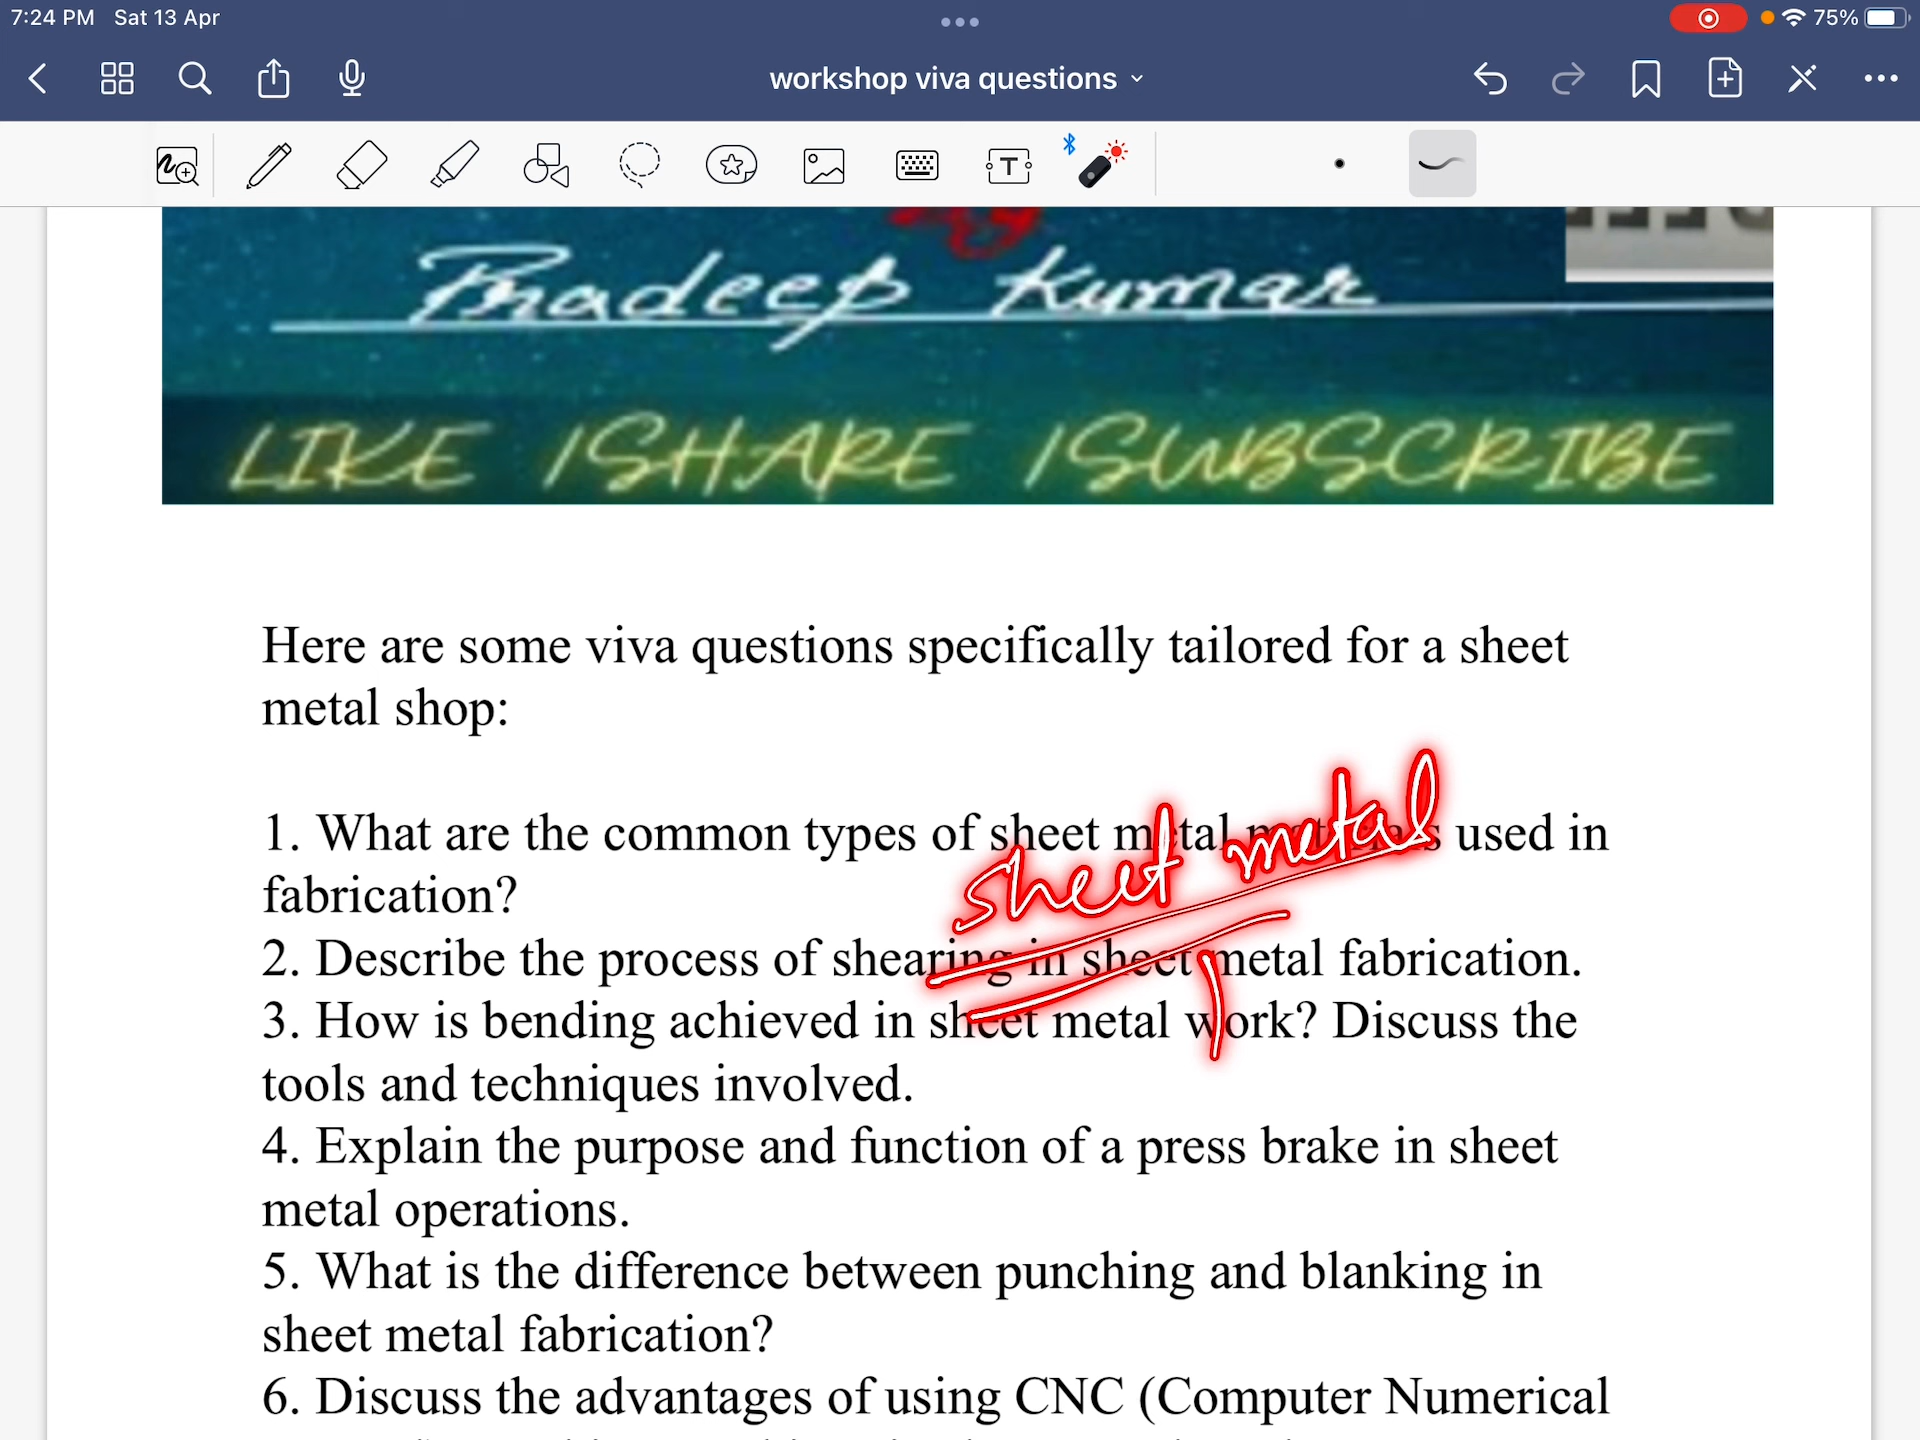 7:24 PM Sat 13 Apr
75%
workshop viva questions
T
Pradeep Kumar
LIKE /SHARE /SUBSCRIBE
Here are some viva questions specifically tailored for a sheet
metal shop:
1. What are the common types of sheet metal materials used in
sheet metal
fabrication?
2. Describe the process of shearing in sheet metal fabrication.
3. How is bending achieved in sheet metal work? Discuss the
tools and techniques involved.
4. Explain the purpose and function of a press brake in sheet
metal operations.
5. What is the difference between punching and blanking in
sheet metal fabrication?
6. Discuss the advantages of using CNC (Computer Numerical